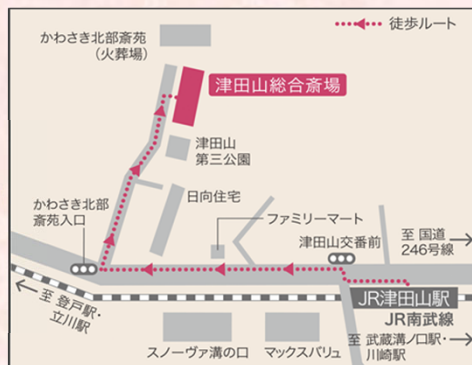 徒歩ルート
かわさき北部斎苑
（火葬場）
津田山総合斎場
津田山
第三公園
かわさき北部
斎苑入口
日向住宅
ファミリーマート
津田山交番前
至 国道
246号線
JR津田山駅
JR南武線
至 登戸駅・
立川駅
至 武蔵溝ノ口駅・
川崎駅
スノーヴァ溝の口
マックスバリュ